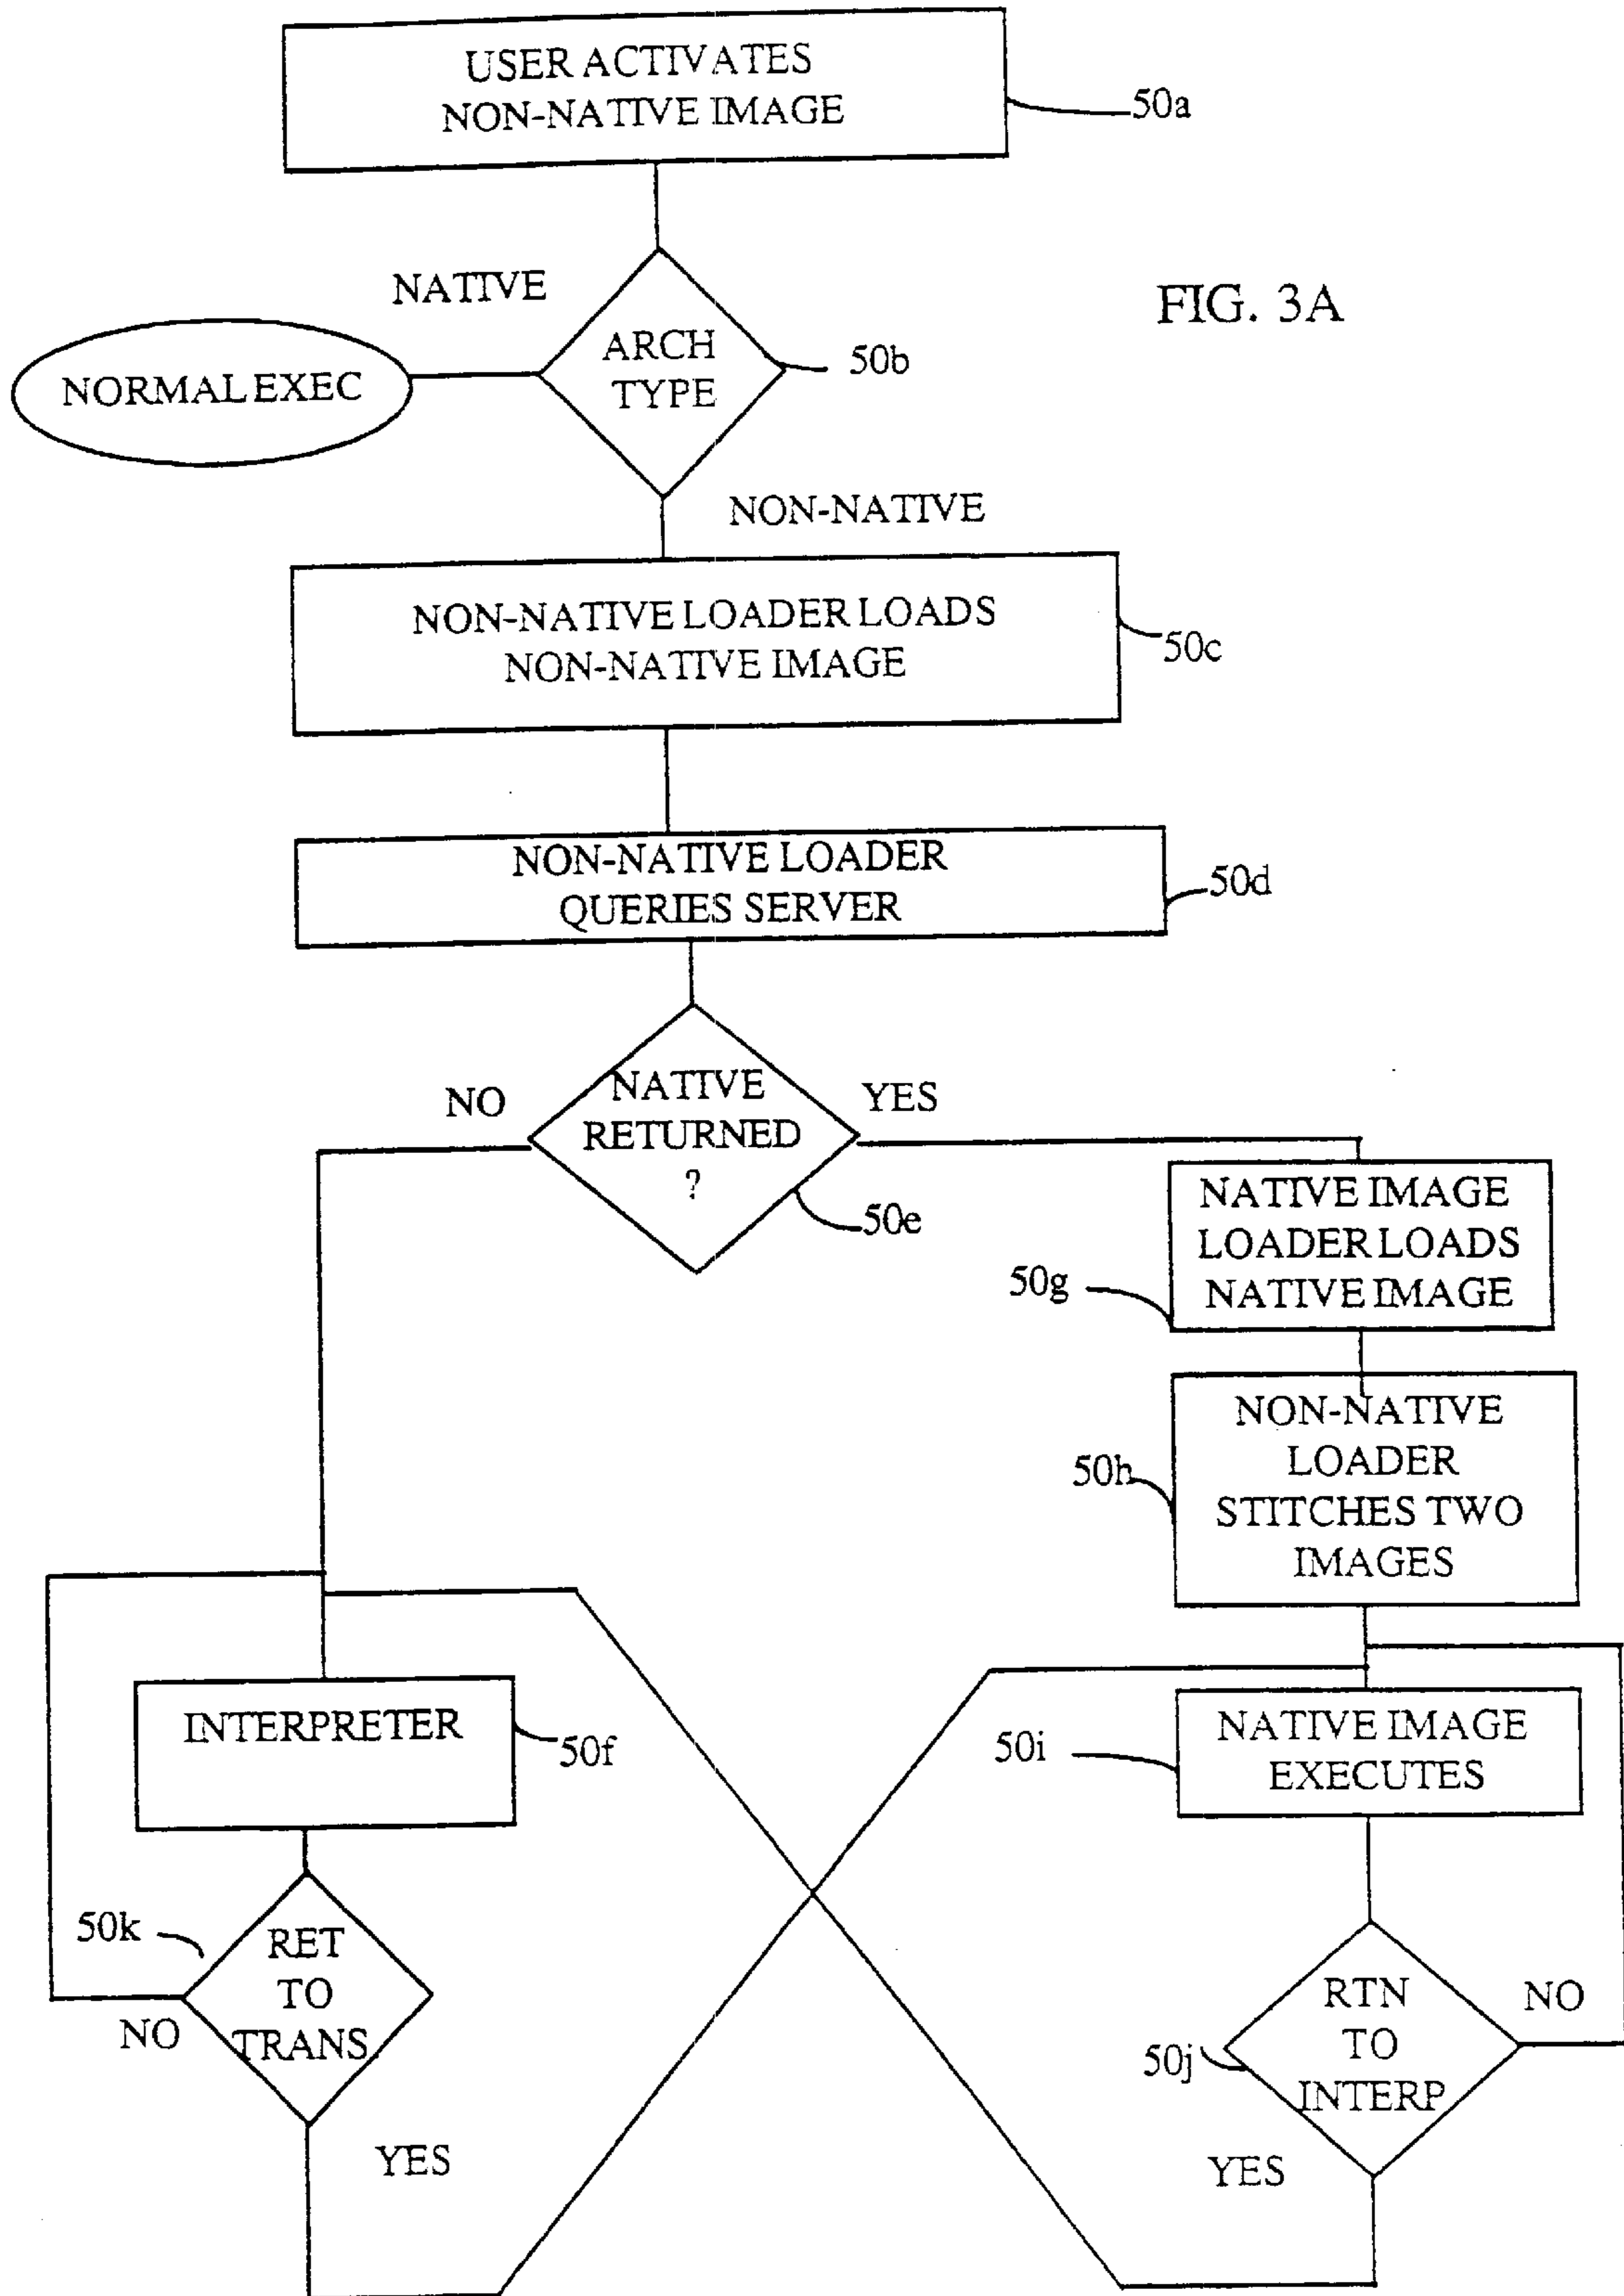 USER ACTIVATES
NON-NATIVE IMAGE
50a
FIG. 3A
NATIVE
ARCH
TYPE
50b
NORMAL EXEC
NON-NATIVE
NON-NATIVE LOADER LOADS
NON-NATIVE IMAGE
50c
NON-NATIVE LOADER
QUERIES SERVER
50d
NO
NATIVE
RETURNED
?
YES
50e
NATIVE IMAGE
LOADER LOADS
NATIVE IMAGE
50g
NON-NATIVE
LOADER
STITCHES TWO
IMAGES
50h
INTERPRETER
50f
NATIVE IMAGE
EXECUTES
50i
50k
RET
TO
TRANS
NO
YES
RTN
TO
INTERP
NO
50j
YES